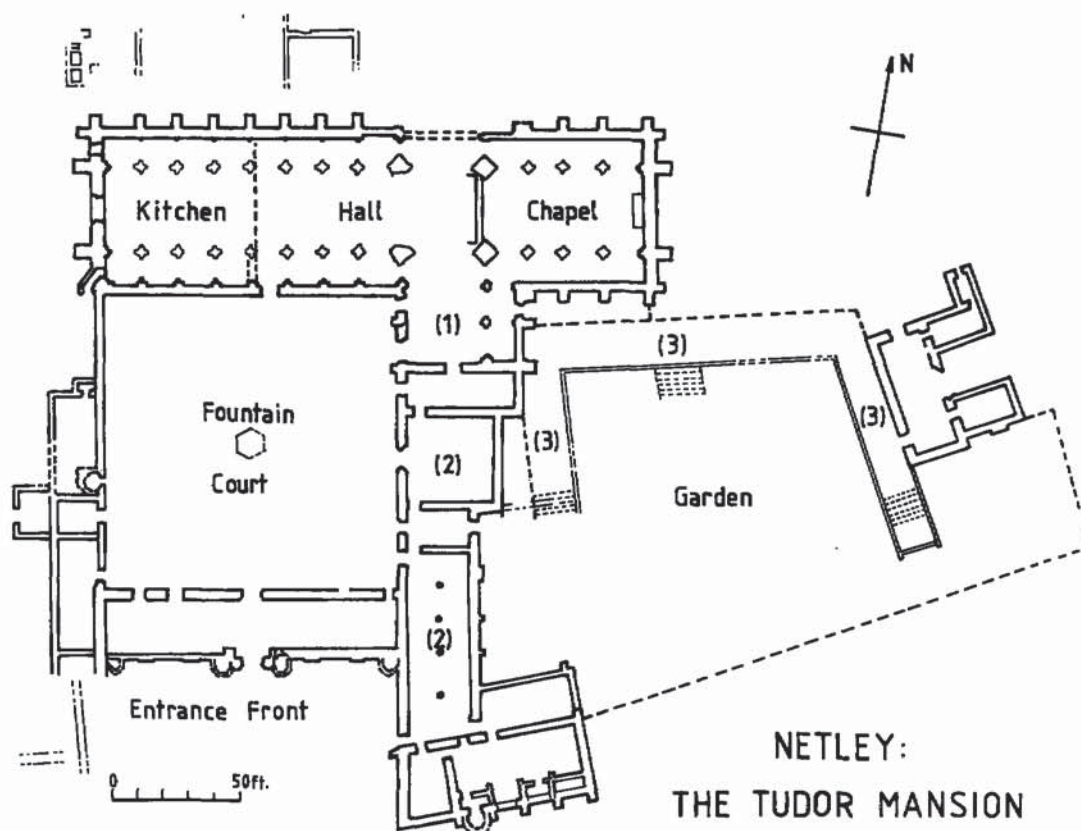 N
Kitchen
Hall
Chapel
(1)
(3)
Fountain
Court
(2)
(3)
(3)
Garden
(2)
Entrance Front
0 50ft.
NETLEY:
THE TUDOR MANSION